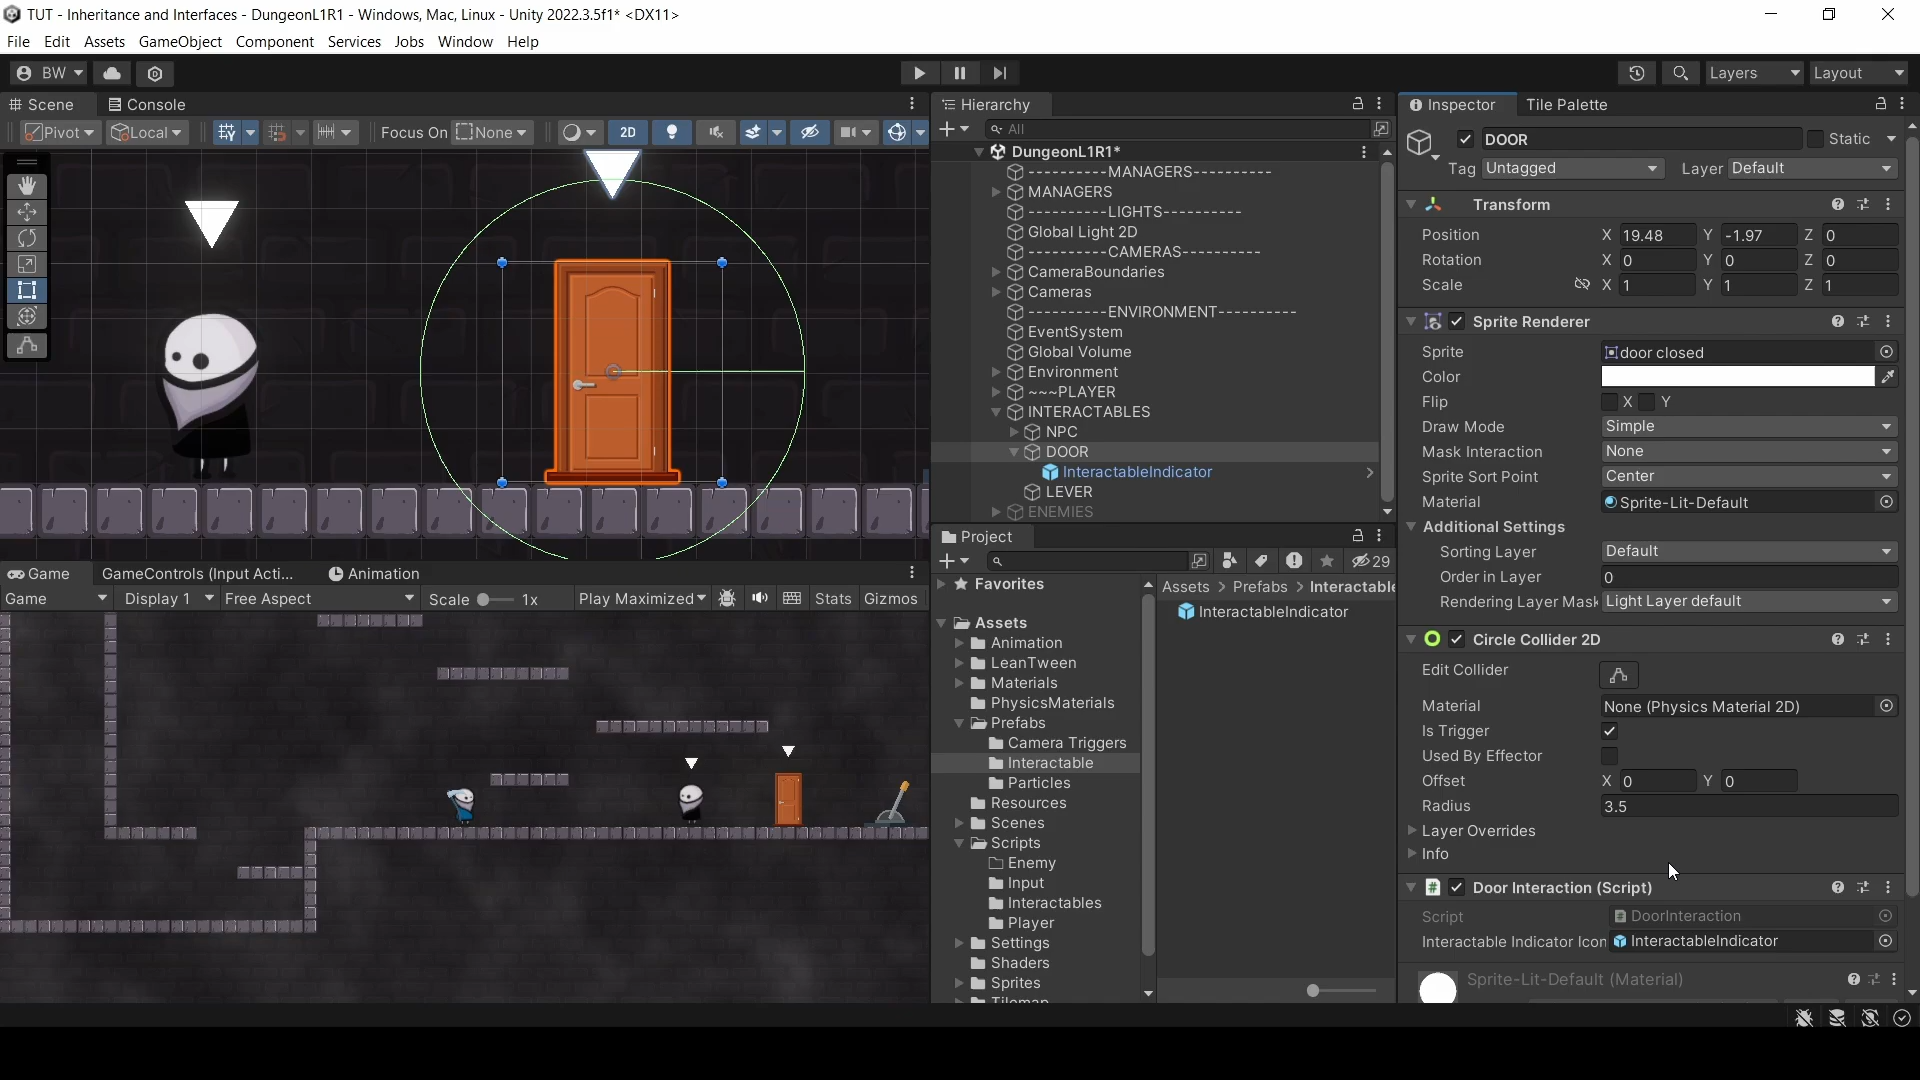 TUT - Inheritance and Interfaces - DungeonL1R1 - Windows, Mac, Linux - Unity 2022.3.5f1* <DX11>
File Edit Assets GameObject Component Services Jobs Window Help
BW
Layers
Layout
Scene
Console
Pivot
Local
Focus On
None
2D
Hierarchy
All
DungeonL1R1*
----------MANAGERS----------
MANAGERS
----------LIGHTS----------
Global Light 2D
----------CAMERAS----------
CameraBoundaries
Cameras
----------ENVIRONMENT----------
EventSystem
Global Volume
Environment
~~~PLAYER
INTERACTABLES
NPC
DOOR
InteractableIndicator
LEVER
ENEMIES
Game
GameControls (Input Acti...
Animation
Game
Display 1
Free Aspect
Scale
1x
Play Maximized
Stats
Gizmos
Project
29
Favorites
Assets
Animation
LeanTween
Materials
PhysicsMaterials
Prefabs
Camera Triggers
Interactable
Particles
Resources
Scenes
Scripts
Enemy
Input
Interactables
Player
Settings
Shaders
Sprites
Tilemap
Assets > Prefabs > Interactable
InteractableIndicator
Inspector
Tile Palette
DOOR
Static
Tag Untagged
Layer Default
Transform
Position X 19.48 Y -1.97 Z 0
Rotation X 0 Y 0 Z 0
Scale X 1 Y 1 Z 1
Sprite Renderer
Sprite door closed
Color
Flip X Y
Draw Mode Simple
Mask Interaction None
Sprite Sort Point Center
Material Sprite-Lit-Default
Additional Settings
Sorting Layer Default
Order in Layer 0
Rendering Layer Mask Light Layer default
Circle Collider 2D
Edit Collider
Material None (Physics Material 2D)
Is Trigger
Used By Effector
Offset X 0 Y 0
Radius 3.5
Layer Overrides
Info
# Door Interaction (Script)
Script DoorInteraction
Interactable Indicator Icon InteractableIndicator
Sprite-Lit-Default (Material)